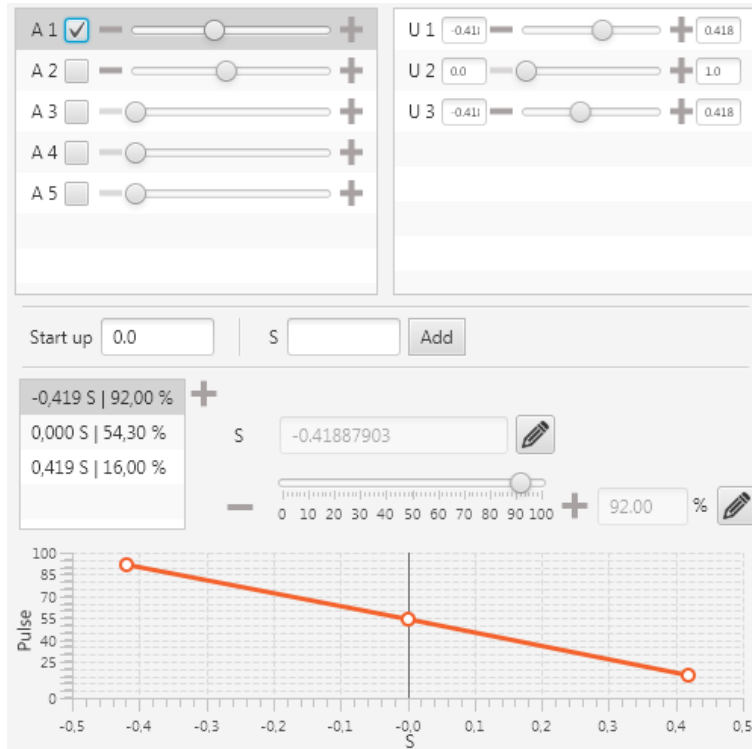 A 1
A 2
A 3
A 4
A 5
U 1 -0.41 0.418
U 2 0.0 1.0
U 3 -0.41 0.418
Start up 0.0 S Add
-0,419 S | 92,00 %
0,000 S | 54,30 %
0,419 S | 16,00 %
S -0.41887903
0 10 20 30 40 50 60 70 80 90 100
92.00 %
Pulse
100
85
70
55
40
25
0
-0,5 -0,4 -0,3 -0,2 -0,1 -0,0 0,1 0,2 0,3 0,4 0,5
S